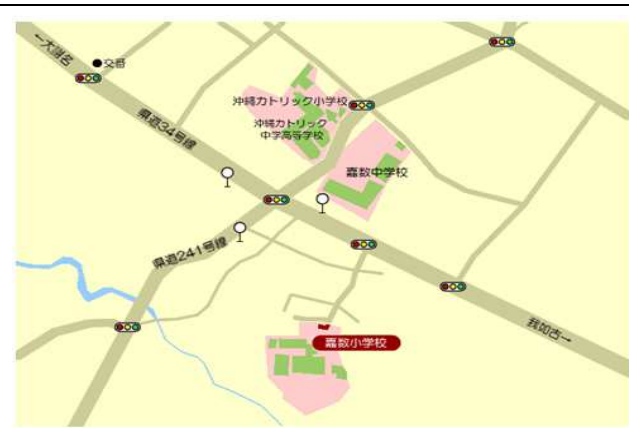 ←大謝名
交番
県道34号線
沖縄カトリック小学校
沖縄カトリック
中学高等学校
嘉数中学校
県道241号線
我如古→
嘉数小学校